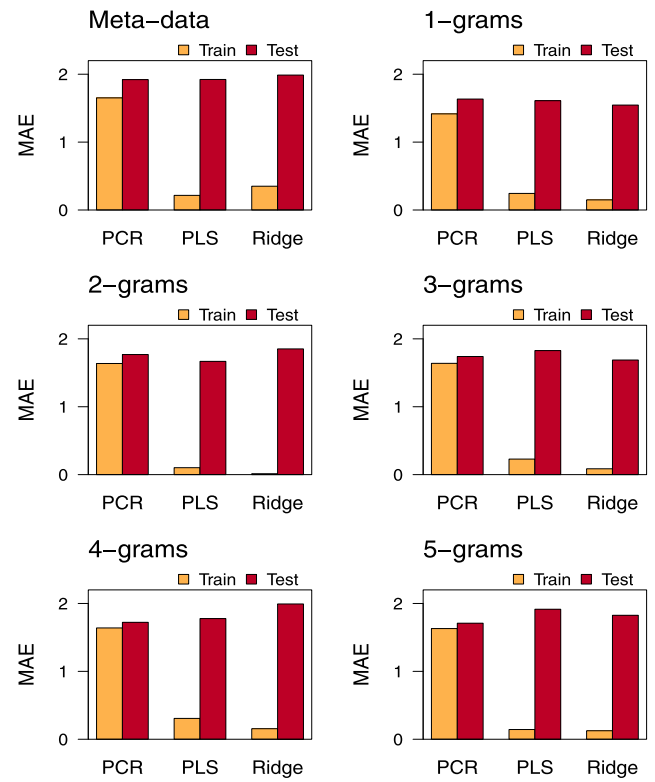 Meta−data
Train Test
MAE
2
1
0
PCR PLS Ridge
1−grams
Train Test
MAE
2
1
0
PCR PLS Ridge
2−grams
Train Test
MAE
2
1
0
PCR PLS Ridge
3−grams
Train Test
MAE
2
1
0
PCR PLS Ridge
4−grams
Train Test
MAE
2
1
0
PCR PLS Ridge
5−grams
Train Test
MAE
2
1
0
PCR PLS Ridge